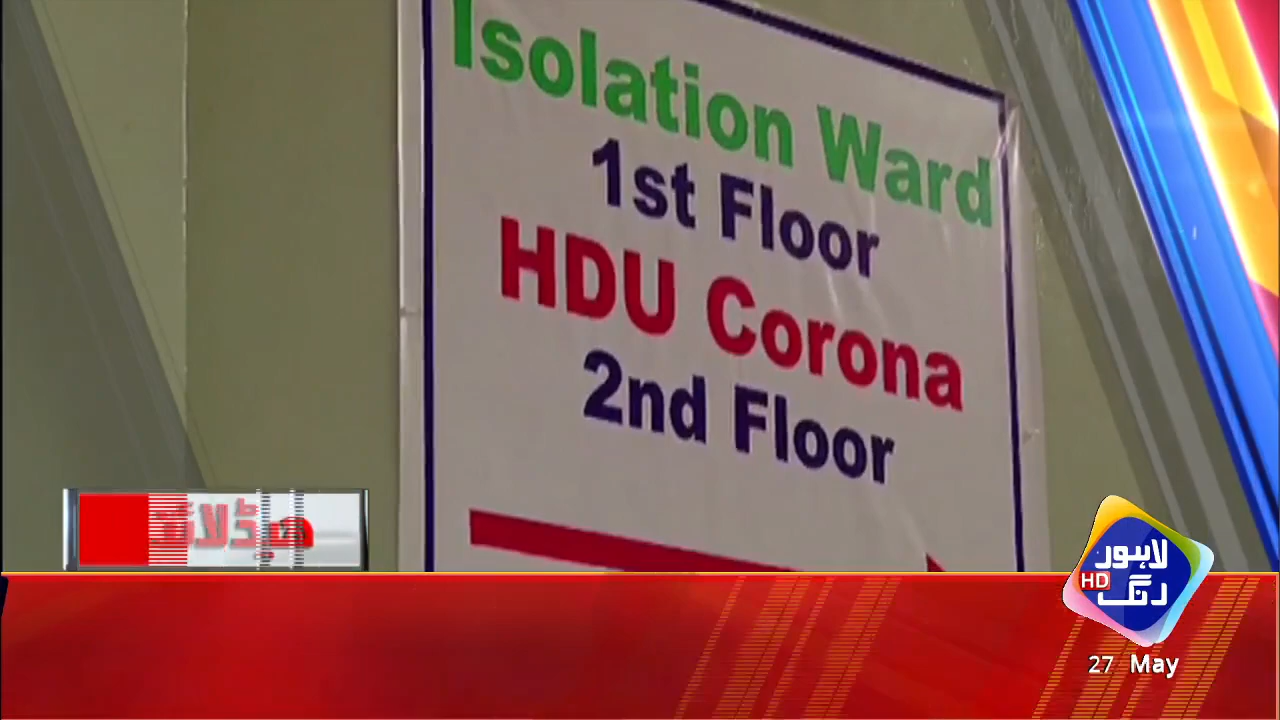 Isolation Ward
1st Floor
HDU Corona
2nd Floor
لاہور
HD
رنگ
27 May